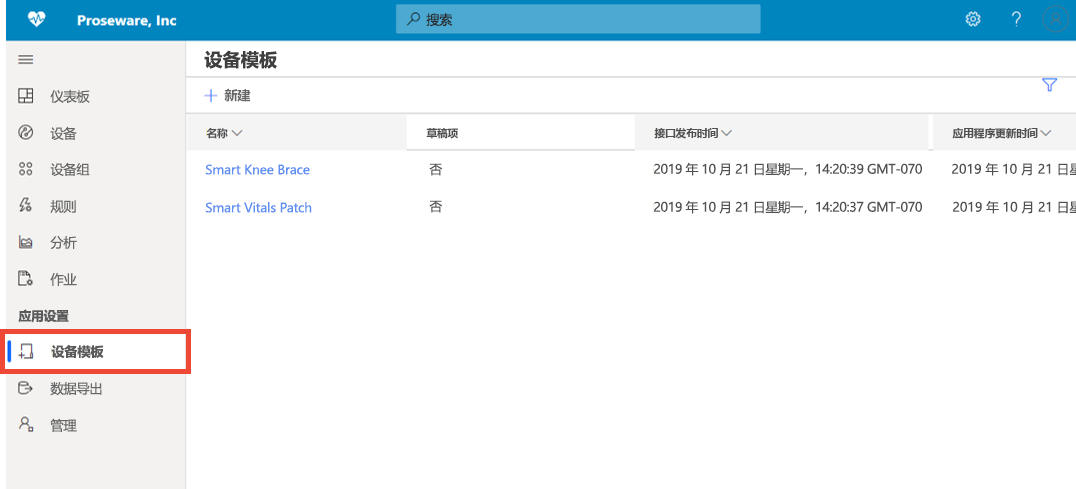 Proseware, Inc
搜索
?
设备模板
+ 新建
仪表板
设备
设备组
规则
分析
作业
应用设置
设备模板
数据导出
管理
名称 草稿项 接口发布时间 应用程序更新时间
Smart Knee Brace 否 2019 年 10 月 21 日星期一，14:20:39 GMT-070 2019 年 10 月 21 日星
Smart Vitals Patch 否 2019 年 10 月 21 日星期一，14:20:37 GMT-070 2019 年 10 月 21 日星